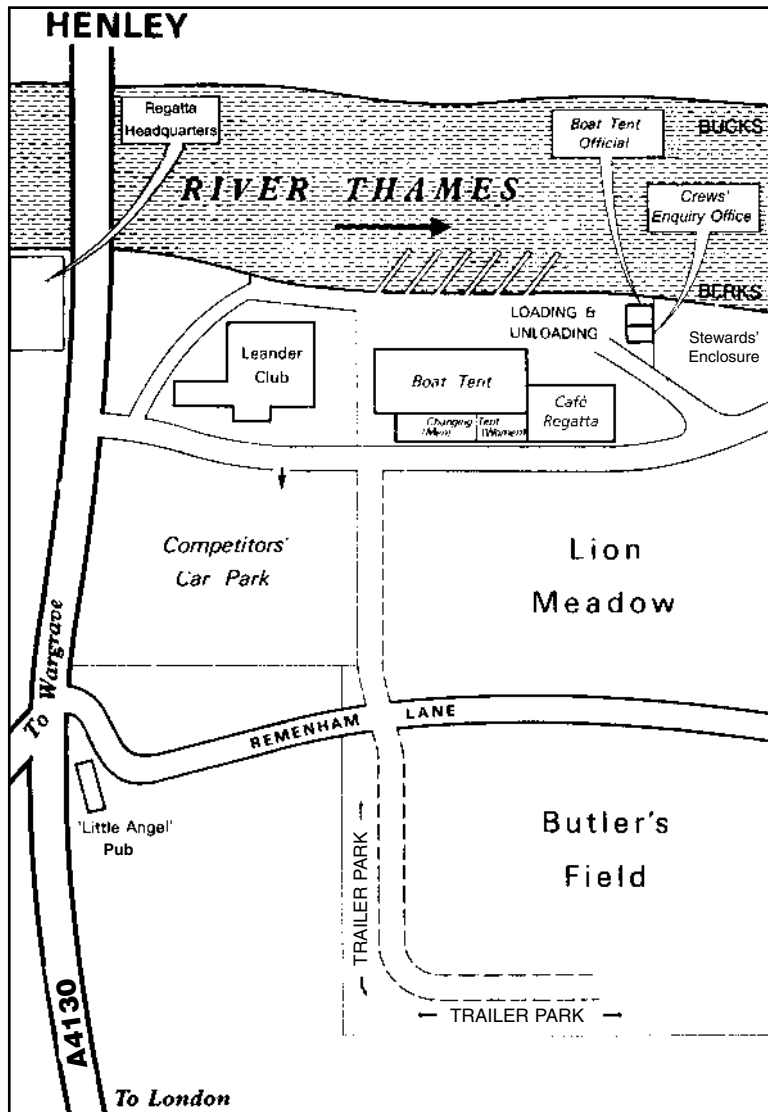 HENLEY
Regatta
Headquarters
Boat Tent
Official
BUCKS
RIVER THAMES
Crews'
Enquiry Office
BERKS
LOADING &
UNLOADING
Stewards'
Enclosure
Leander
Club
Boat Tent
Café
Regatta
Changing Tent
(Men) (Women)
Competitors'
Car Park
Lion
Meadow
To Wargrave
REMENHAM LANE
'Little Angel'
Pub
Butler's
Field
TRAILER PARK
TRAILER PARK
A4130
To London